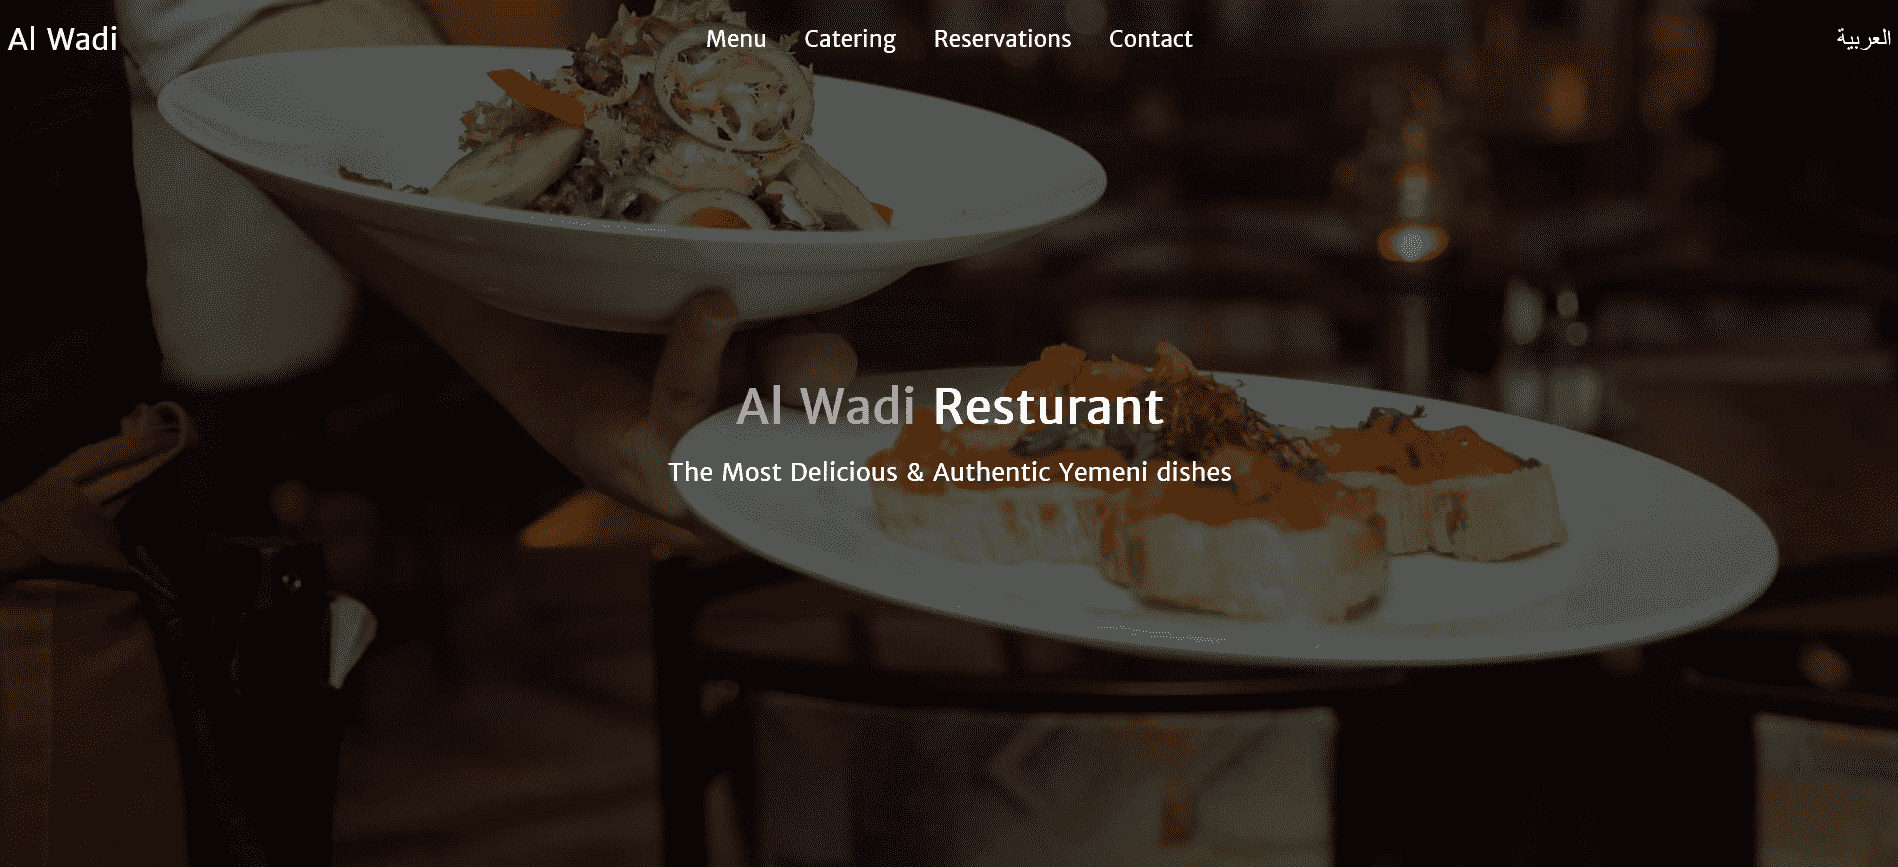 Al Wadi
Menu Catering Reservations Contact
العربية
Al Wadi Resturant
The Most Delicious & Authentic Yemeni dishes